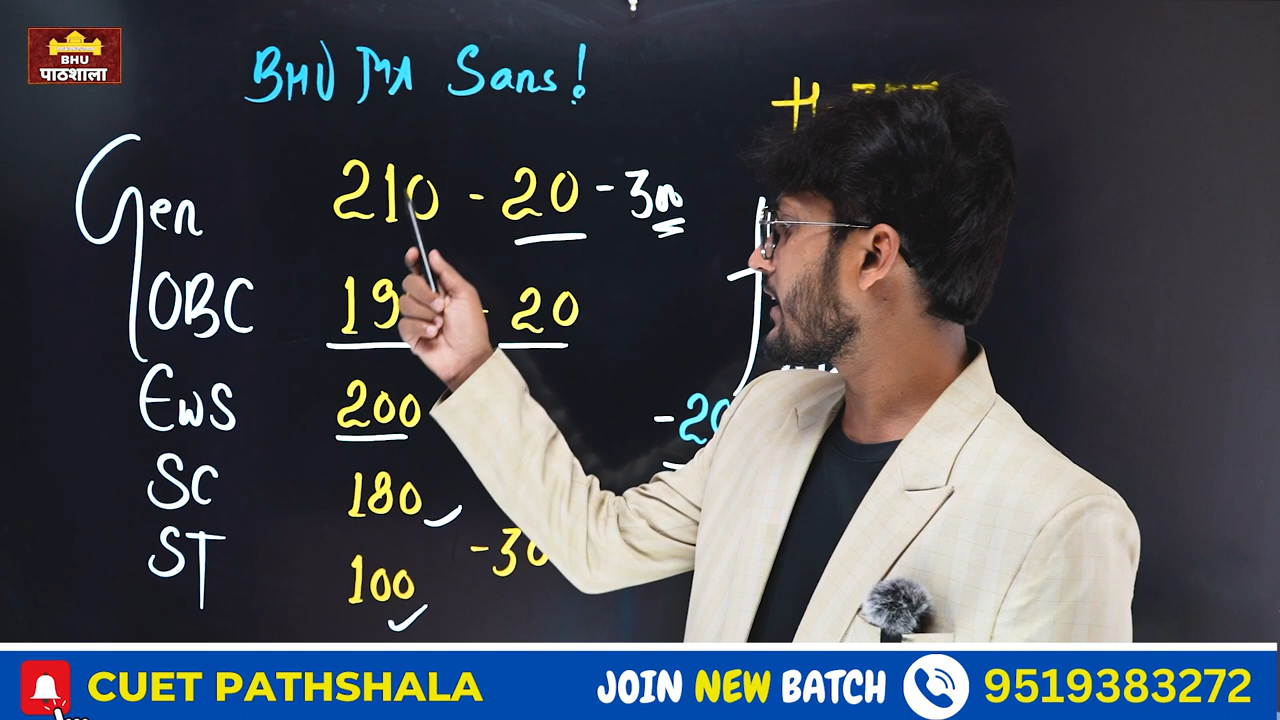 BHU
पाठशाला
BHU MA Sans!
Gen 210 - 20 - 300
OBC 19 - 20
EWS 200
- 20
SC 180
ST 100 - 30
CUET PATHSHALA JOIN NEW BATCH 9519383272